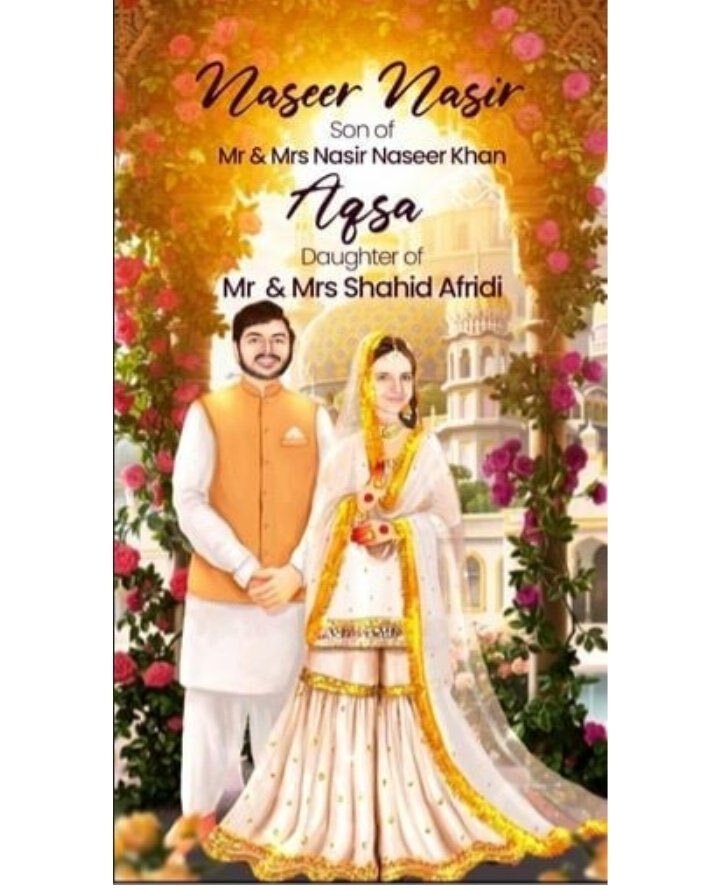 Naseer Nasir
Son of
Mr & Mrs Nasir Naseer Khan
Aqsa
Daughter of
Mr & Mrs Shahid Afridi